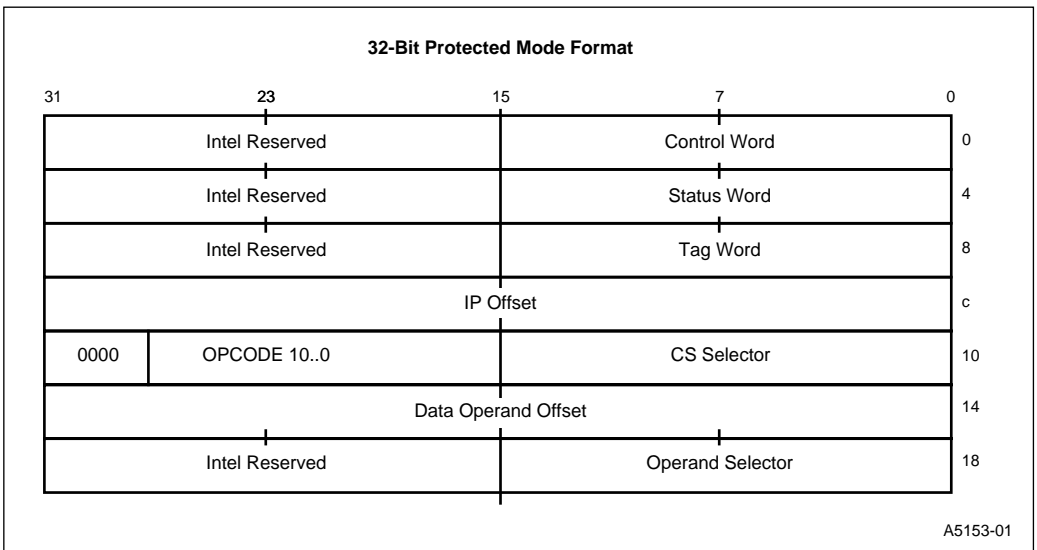 32-Bit Protected Mode Format
31 23 15 7 0
Intel Reserved Control Word 0
Intel Reserved Status Word 4
Intel Reserved Tag Word 8
IP Offset c
0000 OPCODE 10..0 CS Selector 10
Data Operand Offset 14
Intel Reserved Operand Selector 18
A5153-01